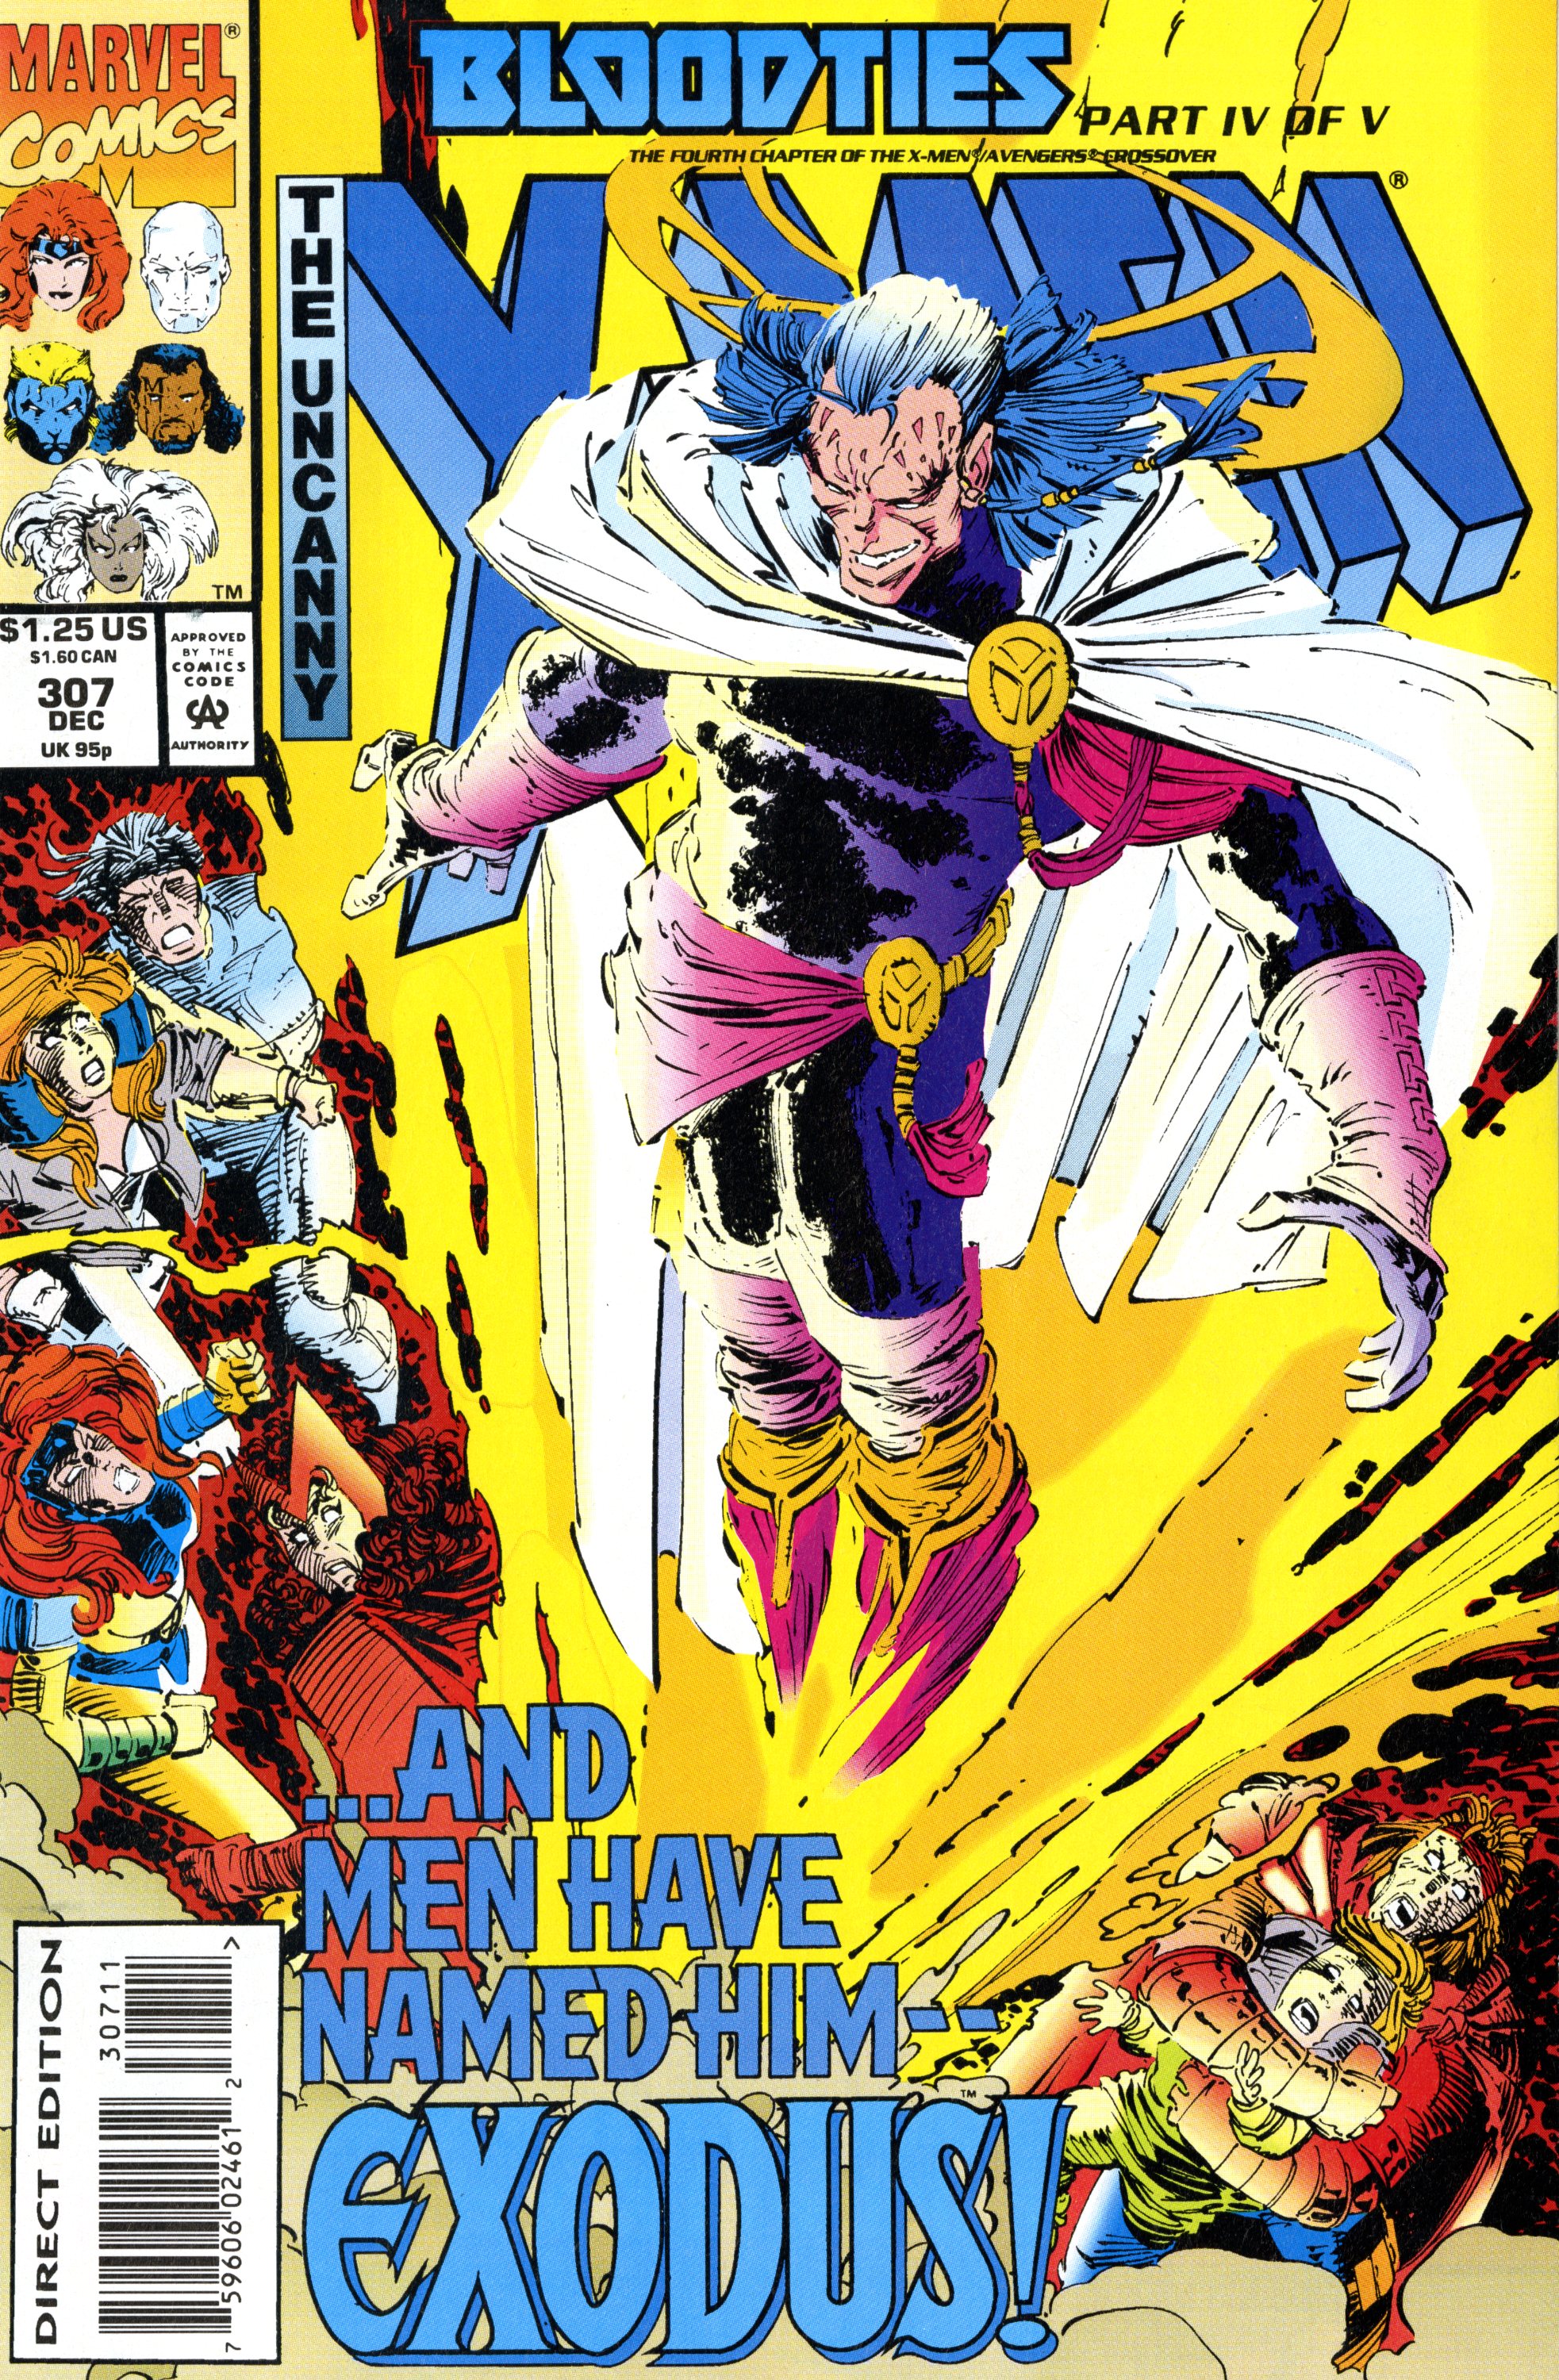 MARVEL®
COMICS
M
BLOODTIES
PART IV OF V
THE FOURTH CHAPTER OF THE X-MEN®/AVENGERS® CROSSOVER
THE UNCANNY
X-MEN®
TM
$1.25 US
$1.60 CAN
307
DEC
UK 95p
APPROVED
BY THE
COMICS
CODE
CA
AUTHORITY
...AND
MEN HAVE
NAMED HIM--
EXODUS!™
DIRECT EDITION
30711
7 59606 02461 2 >